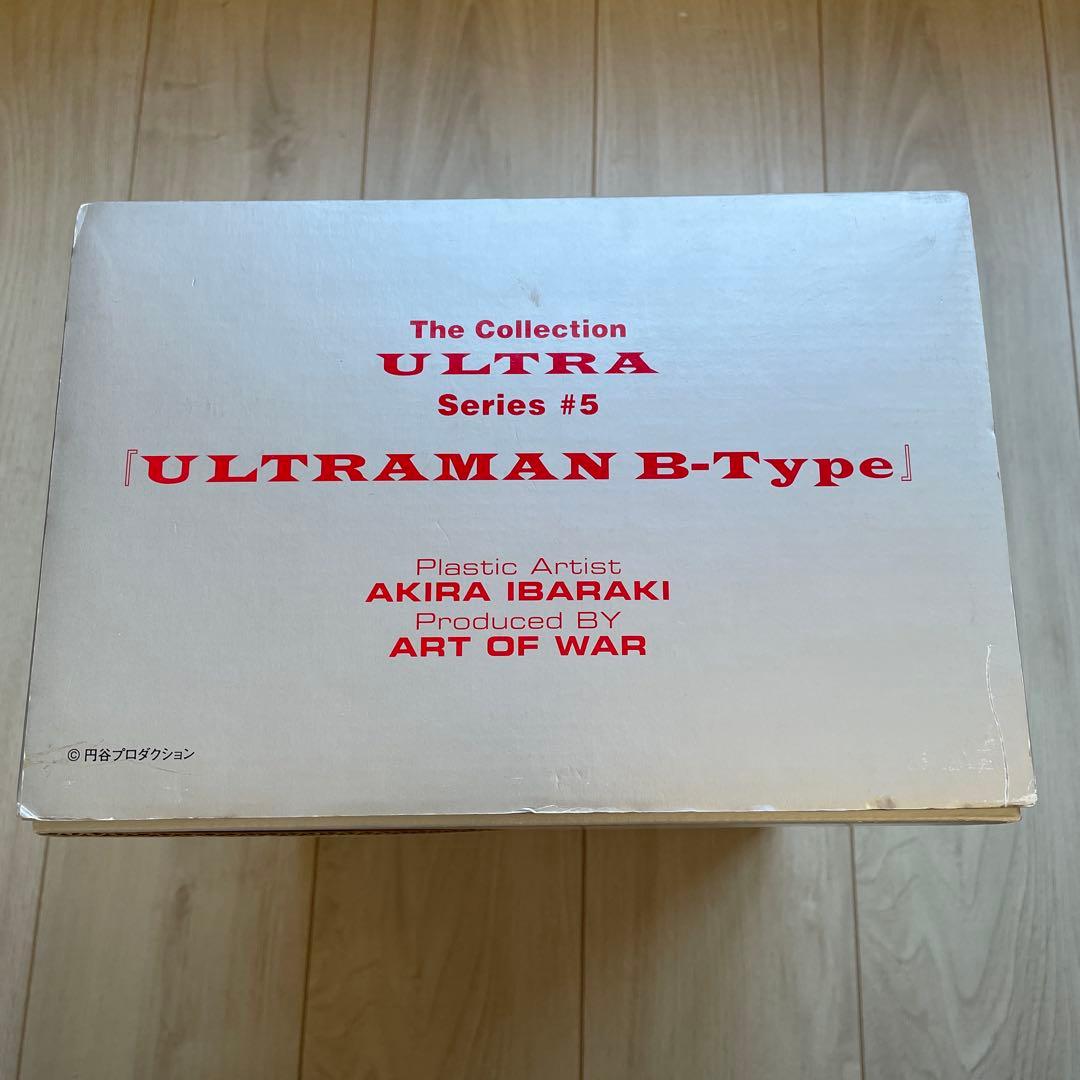 The Collection
ULTRA
Series #5
『ULTRAMAN B-Type』
Plastic Artist
AKIRA IBARAKI
Produced BY
ART OF WAR
© 円谷プロダクション